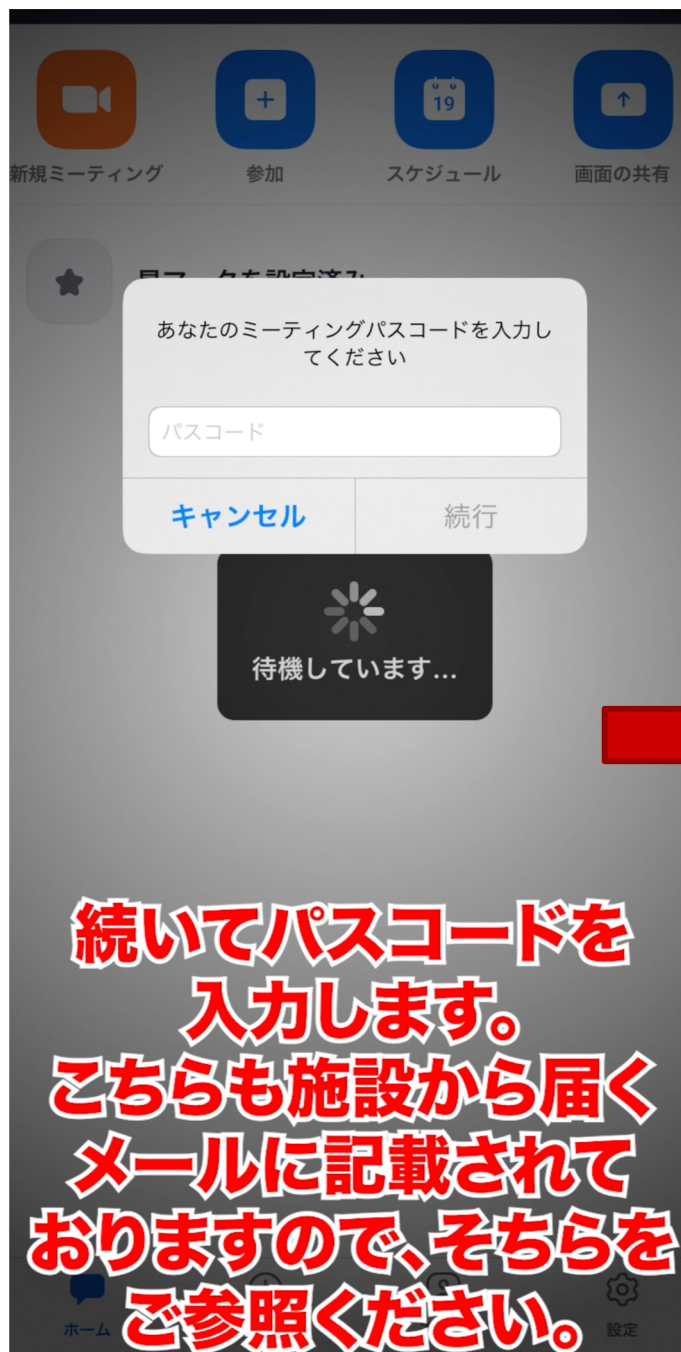 新規ミーティング
参加
19
スケジュール
画面の共有
あなたのミーティングパスコードを入力し
てください
パスコード
キャンセル
続行
待機しています...
続いてパスコードを
入力します。
こちらも施設から届く
メールに記載されて
おりますので、そちらを
ご参照ください。
ホーム
設定